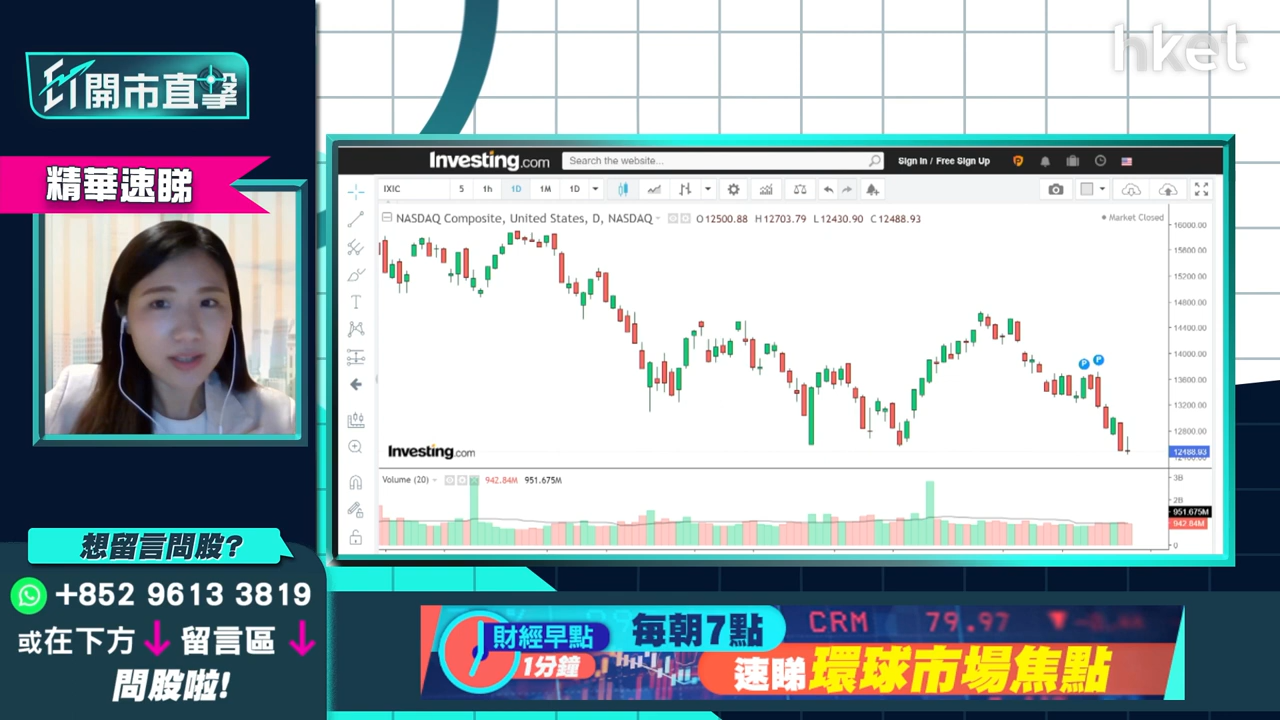 hket
ET開市直擊
精華速睇
Investing.com
Search the website...
Sign In / Free Sign Up
IXIC
5
1h
1D
1M
1D
NASDAQ Composite, United States, D, NASDAQ
O12500.88 H12703.79 L12430.90 C12488.93
Market Closed
16000.00
15600.00
15200.00
14800.00
14400.00
14000.00
13600.00
13200.00
12800.00
12488.93
P
P
Investing.com
Volume (20)
942.84M
951.675M
3B
2B
951.675M
942.84M
0
想留言問股?
+852 9613 3819
或在下方 留言區
問股啦!
財經早點
1分鐘
每朝7點
速睇環球市場焦點
CRM 79.97